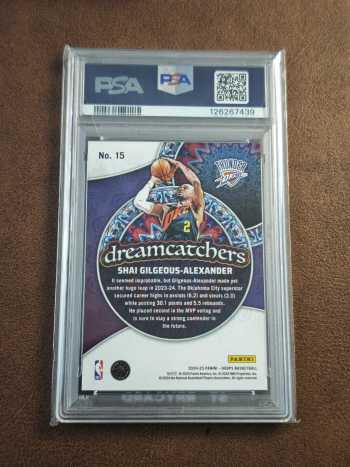 PSA
PSA
126267439
No. 15
THUNDER
2
dreamcatchers
SHAI GILGEOUS-ALEXANDER
It seemed improbable, but Gilgeous-Alexander made yet
another huge leap in 2023-24. The Oklahoma City superstar
secured career highs in assists (6.2) and steals (2.0)
while posting 30.1 points and 5.5 rebounds.
He placed second in the MVP voting and
is sure to stay a strong contender in
the future.
PANINI
2024-25 PANINI - HOOPS BASKETBALL
NBA